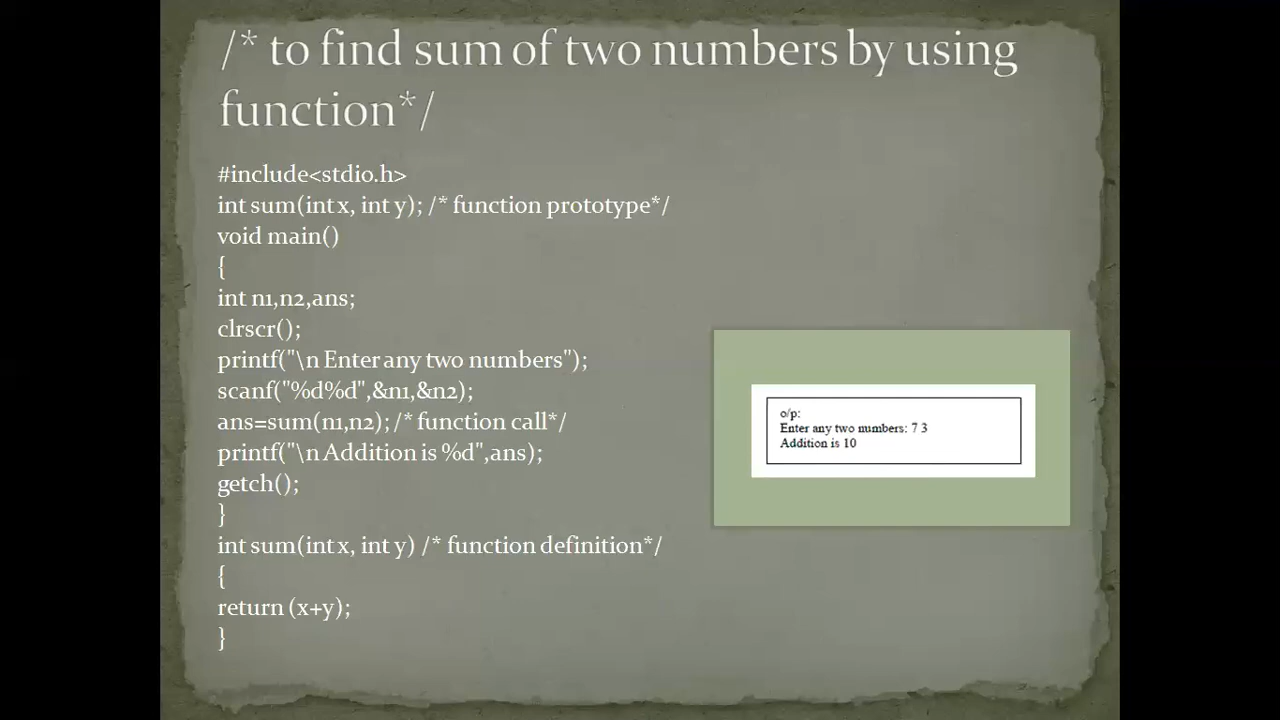 /* to find sum of two numbers by using
function*/
#include<stdio.h>
int sum(int x, int y); /* function prototype*/
void main()
{
int n1,n2,ans;
clrscr();
printf("\n Enter any two numbers");
scanf("%d%d",&n1,&n2);
ans=sum(n1,n2); /* function call*/
printf("\n Addition is %d",ans);
getch();
}
int sum(int x, int y) /* function definition*/
{
return (x+y);
}
o/p:
Enter any two numbers: 7 3
Addition is 10